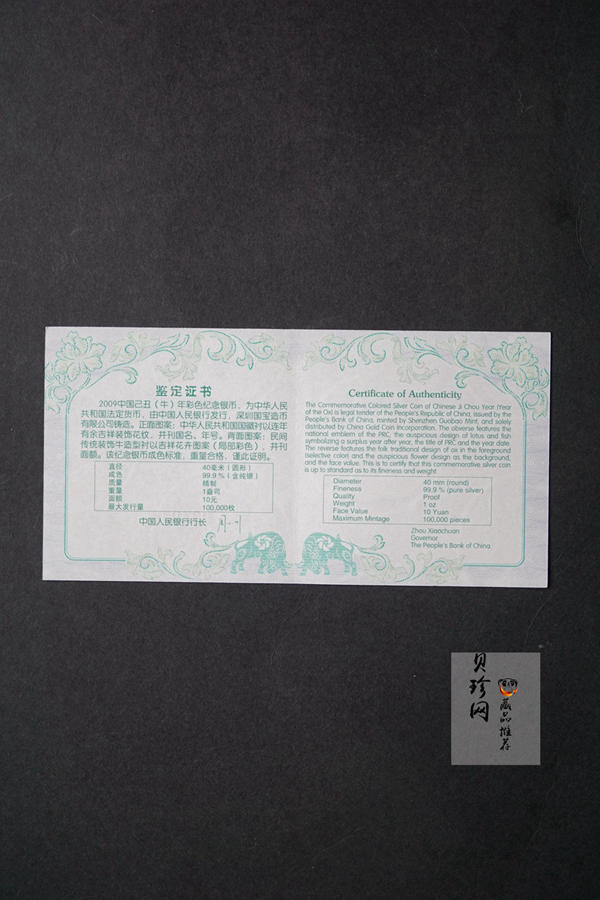 鉴定证书
2009中国己丑（牛）年彩色纪念银币，为中华人民
共和国法定货币，由中国人民银行发行，深圳国宝造币
有限公司铸造。正面图案：中华人民共和国国徽衬以连年
有余吉祥装饰花纹，并刊国名、年号。背面图案：民间
传统装饰牛造型衬以吉祥花卉图案（局部彩色），并刊
面额。该纪念银币成色标准，重量合格，谨此证明。
直径 40毫米（圆形）
成色 99.9％（含纯银）
质量 精制
重量 1盎司
面额 10元
最大发行量 100,000枚
中国人民银行行长
Certificate of Authenticity
The Commemorative Colored Silver Coin of Chinese Ji Chou Year (Year
of the Ox) is legal tender of the People's Republic of China, issued by the
People's Bank of China, minted by Shenzhen Guobao Mint, and solely
distributed by China Gold Coin Incorporation. The obverse features the
national emblem of the PRC, the auspicious design of lotus and fish
symbolizing a surplus year after year, the title of PRC and the year date.
The reverse features the folk traditional design of ox in the foreground
(selective color) and the auspicious flower design as the background,
and the face value. This is to certify that this commemorative silver coin
is up to standard as to its fineness and weight.
Diameter 40 mm (round)
Fineness 99.9 % (pure silver)
Quality Proof
Weight 1 oz
Face Value 10 Yuan
Maximum Mintage 100,000 pieces
Zhou Xiaochuan
Governor
The People's Bank of China
贝珍网
藏品推荐